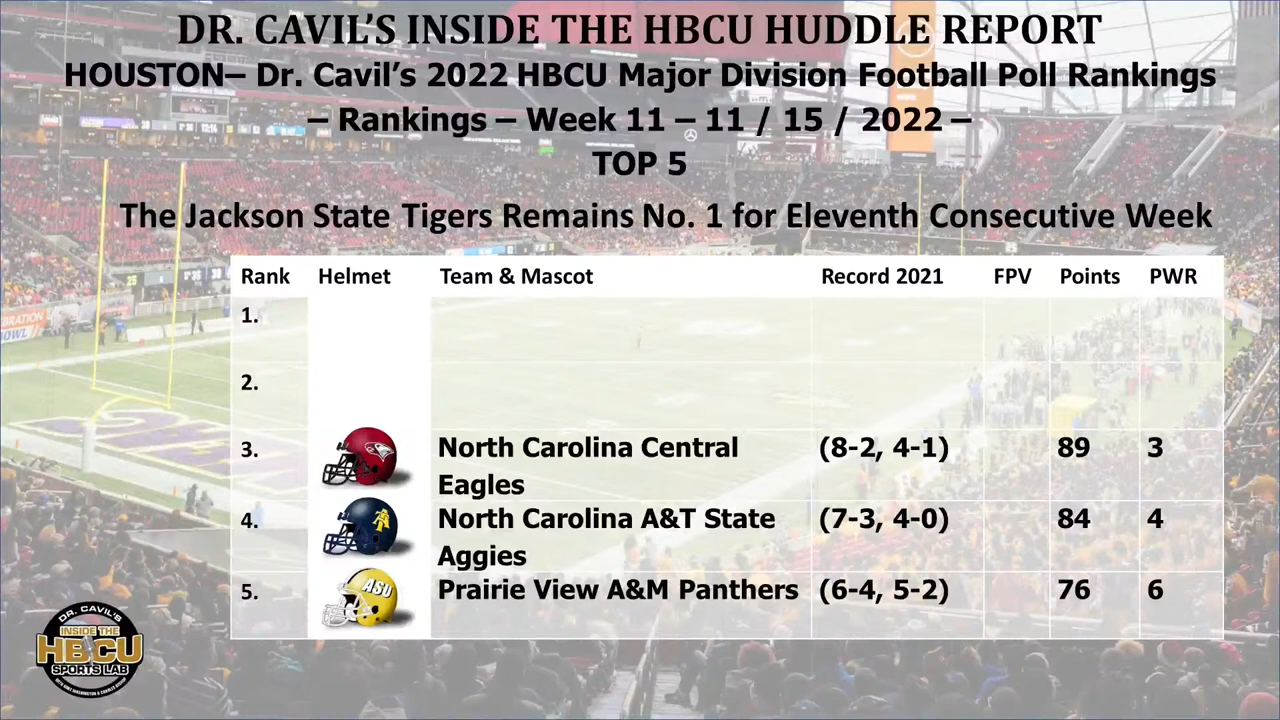 DR. CAVIL'S INSIDE THE HBCU HUDDLE REPORT
HOUSTON– Dr. Cavil's 2022 HBCU Major Division Football Poll Rankings
– Rankings – Week 11 – 11 / 15 / 2022 –
TOP 5
The Jackson State Tigers Remains No. 1 for Eleventh Consecutive Week
Rank Helmet Team & Mascot Record 2021 FPV Points PWR
1.
2.
3. North Carolina Central (8-2, 4-1) 89 3
Eagles
4. North Carolina A&T State (7-3, 4-0) 84 4
Aggies
5. ASU Prairie View A&M Panthers (6-4, 5-2) 76 6
DR. CAVIL'S
INSIDE THE
HBCU
SPORTS LAB